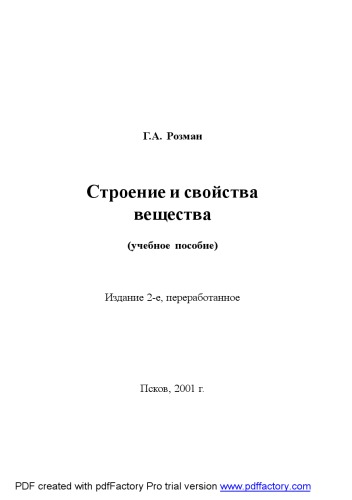 Г.А. Розман
Строение и свойства
вещества
(учебное пособие)
Издание 2-е, переработанное
Псков, 2001 г.
PDF created with pdfFactory Pro trial version www.pdffactory.com